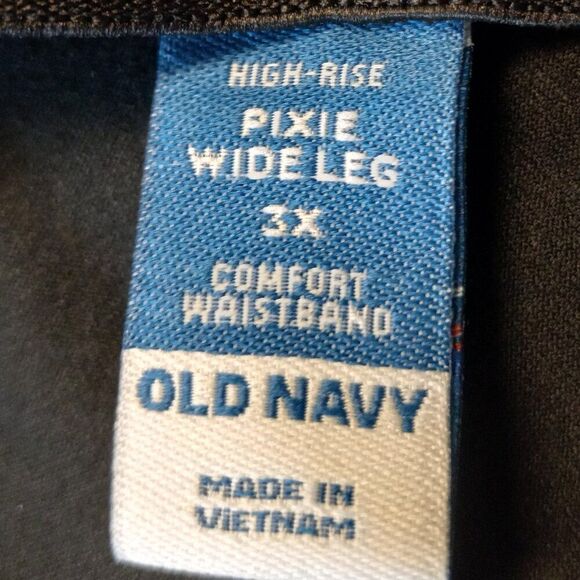 HIGH-RISE
PIXIE
WIDE LEG
3X
COMFORT
WAISTBAND
OLD NAVY
MADE IN
VIETNAM